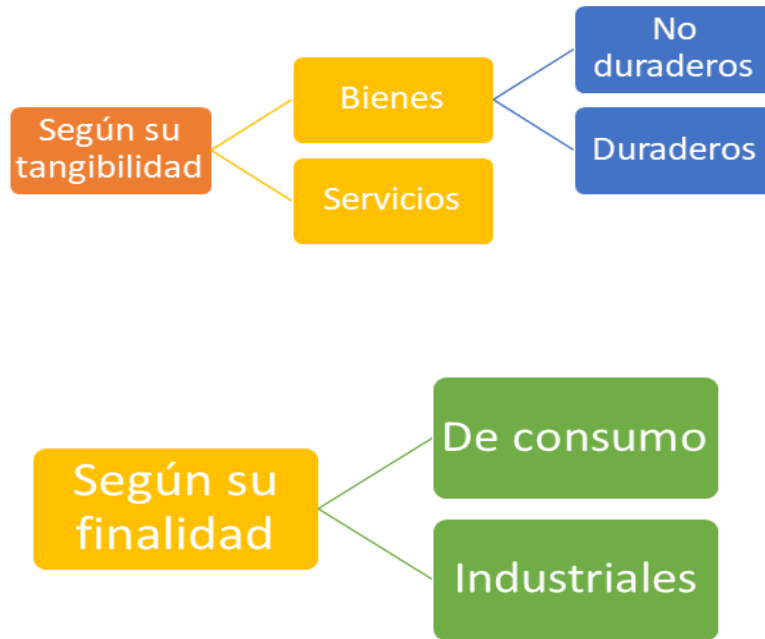 Según su
tangibilidad
Bienes
Servicios
No
duraderos
Duraderos
Según su
finalidad
De consumo
Industriales